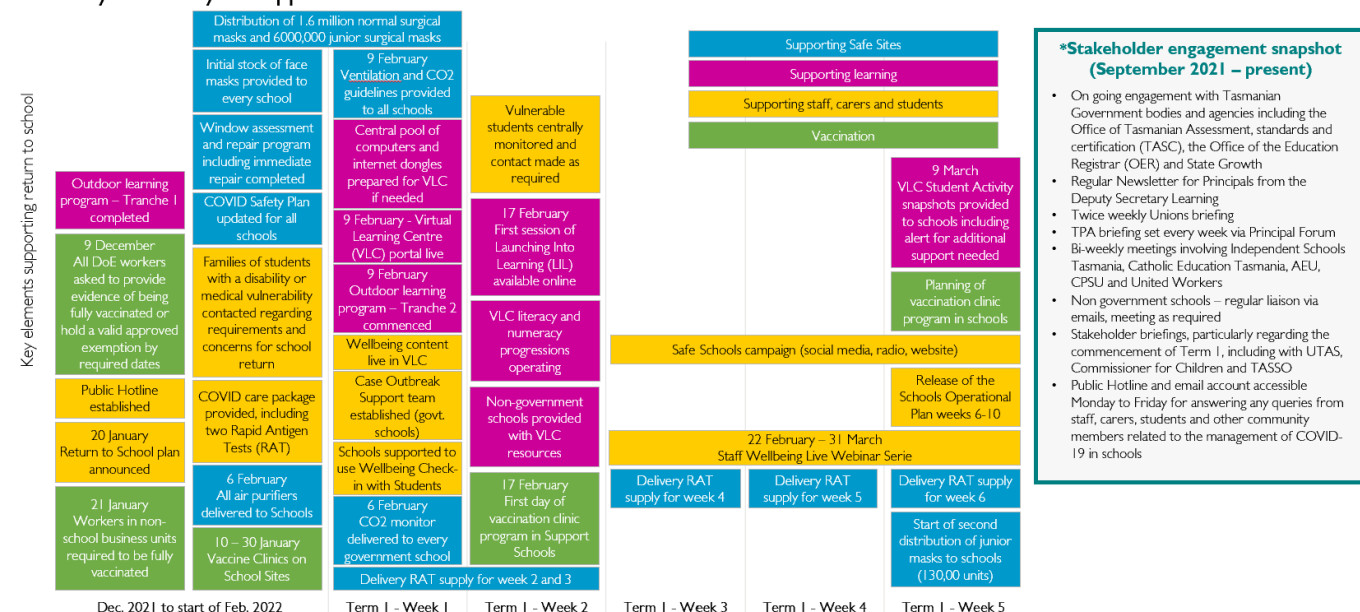 Key elements supporting return to school
Distribution of 1.6 million normal surgical
masks and 6000,000 junior surgical masks
Outdoor learning
program – Tranche 1
completed
9 December
All DoE workers
asked to provide
evidence of being
fully vaccinated or
hold a valid approved
exemption by
required dates
Public Hotline
established
20 January
Return to School plan
announced
21 January
Workers in non-
school business units
required to be fully
vaccinated
Initial stock of face
masks provided to
every school
Window assessment
and repair program
including immediate
repair completed
COVID Safety Plan
updated for all
schools
Families of students
with a disability or
medical vulnerability
contacted regarding
requirements and
concerns for school
return
COVID care package
provided, including
two Rapid Antigen
Tests (RAT)
6 February
All air purifiers
delivered to Schools
10 – 30 January
Vaccine Clinics on
School Sites
9 February
Ventilation and CO2
guidelines provided
to all schools
Central pool of
computers and
internet dongles
prepared for VLC
if needed
9 February - Virtual
Learning Centre
(VLC) portal live
9 February
Outdoor learning
program – Tranche 2
commenced
Wellbeing content
live in VLC
Case Outbreak
Support team
established (govt.
schools)
Schools supported to
use Wellbeing Check-
in with Students
6 February
CO2 monitor
delivered to every
government school
Delivery RAT supply for week 2 and 3
Vulnerable
students centrally
monitored and
contact made as
required
17 February
First session of
Launching Into
Learning (LIL)
available online
VLC literacy and
numeracy
progressions
operating
Non-government
schools provided
with VLC
resources
17 February
First day of
vaccination clinic
program in Support
Schools
Supporting Safe Sites
Supporting learning
Supporting staff, carers and students
Vaccination
9 March
VLC Student Activity
snapshots provided
to schools including
alert for additional
support needed
Planning of
vaccination clinic
program in schools
Safe Schools campaign (social media, radio, website)
Release of the
Schools Operational
Plan weeks 6-10
22 February – 31 March
Staff Wellbeing Live Webinar Serie
Delivery RAT
supply for week 4
Delivery RAT
supply for week 5
Delivery RAT supply
for week 6
Start of second
distribution of junior
masks to schools
(130,00 units)
Dec. 2021 to start of Feb. 2022
Term 1 - Week 1
Term 1 - Week 2
Term 1 - Week 3
Term 1 - Week 4
Term 1 - Week 5
*Stakeholder engagement snapshot
(September 2021 – present)
• On going engagement with Tasmanian
Government bodies and agencies including the
Office of Tasmanian Assessment, standards and
certification (TASC), the Office of the Education
Registrar (OER) and State Growth
• Regular Newsletter for Principals from the
Deputy Secretary Learning
• Twice weekly Unions briefing
• TPA briefing set every week via Principal Forum
• Bi-weekly meetings involving Independent Schools
Tasmania, Catholic Education Tasmania, AEU,
CPSU and United Workers
• Non government schools – regular liaison via
emails, meeting as required
• Stakeholder briefings, particularly regarding the
commencement of Term 1, including with UTAS,
Commissioner for Children and TASSO
• Public Hotline and email account accessible
Monday to Friday for answering any queries from
staff, carers, students and other community
members related to the management of COVID-
19 in schools